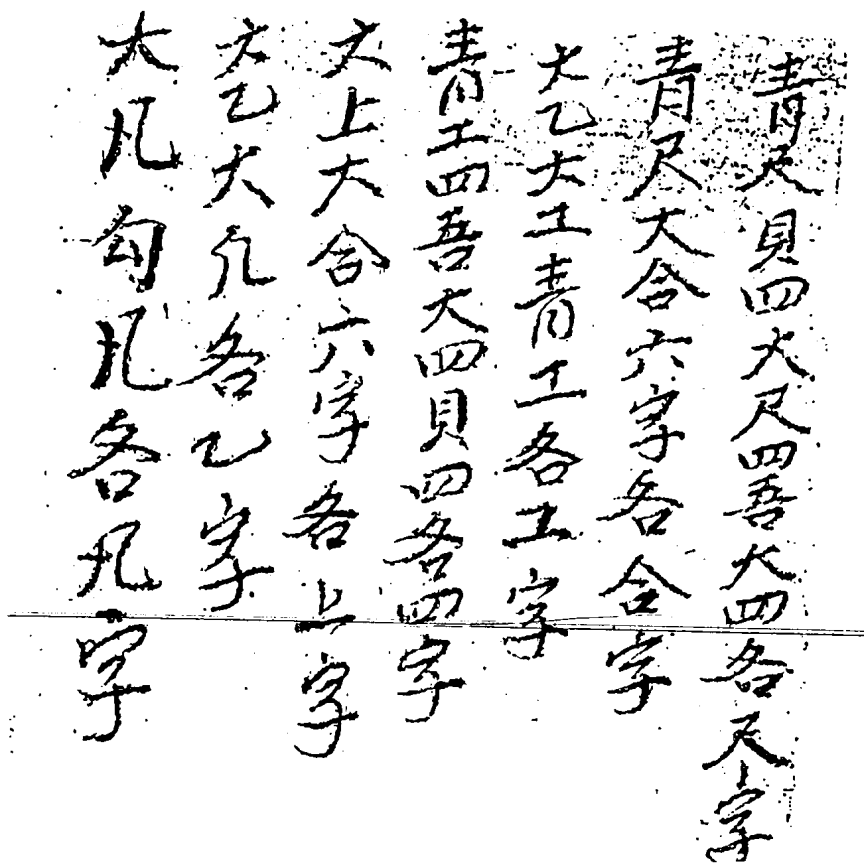 青尺貝四大尺四吾大四各尺字
青尺大合六字各合字
大乙大工青工各工字
青工四吾大四貝四各四字
大上大合六字各上字
大乙大凡各乙字
大凡勾凡各凡字